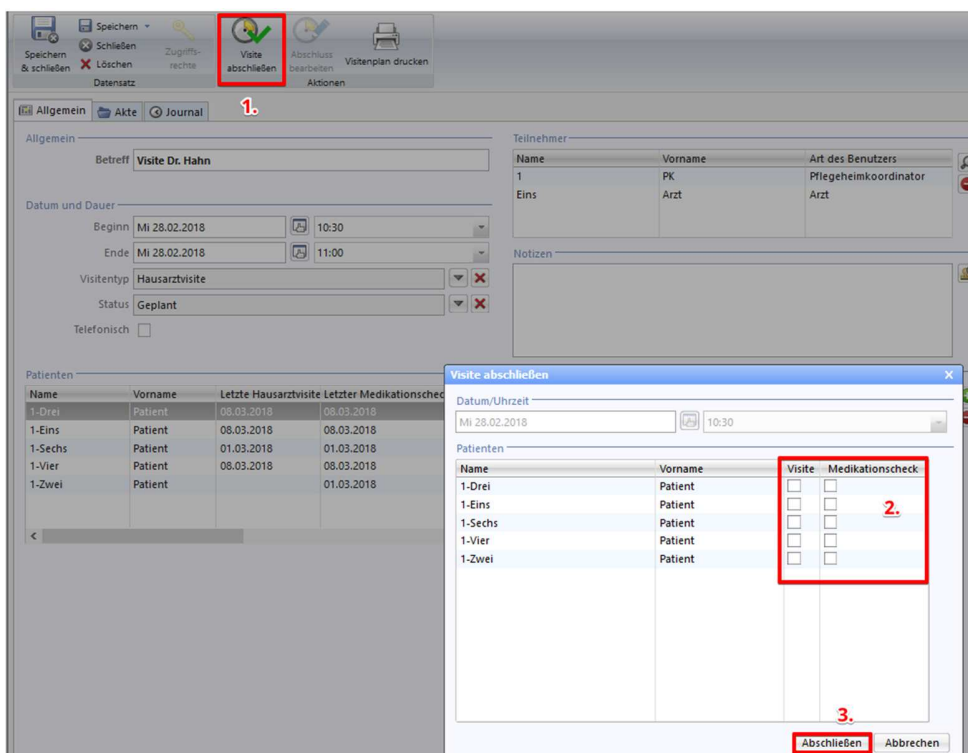 Speichern & schließen
Speichern
Schließen
Löschen
Zugriffs-
rechte
Datensatz
Visite
abschließen
Abschluss
bearbeiten
Visitenplan drucken
Aktionen
1.
Allgemein Akte Journal
Allgemein
Betreff Visite Dr. Hahn
Datum und Dauer
Beginn Mi 28.02.2018 10:30
Ende Mi 28.02.2018 11:00
Visitentyp Hausarztvisite
Status Geplant
Telefonisch
Teilnehmer
Name Vorname Art des Benutzers
1 PK Pflegeheimkoordinator
Eins Arzt Arzt
Notizen
Patienten
Name Vorname Letzte Hausarztvisite Letzter Medikationschec
1-Drei Patient 08.03.2018 08.03.2018
1-Eins Patient 08.03.2018 08.03.2018
1-Sechs Patient 01.03.2018 01.03.2018
1-Vier Patient 08.03.2018 08.03.2018
1-Zwei Patient 01.03.2018
Visite abschließen
Datum/Uhrzeit
Mi 28.02.2018 10:30
Patienten
Name Vorname Visite Medikationscheck
1-Drei Patient
1-Eins Patient
1-Sechs Patient
1-Vier Patient
1-Zwei Patient
2.
3.
Abschließen Abbrechen